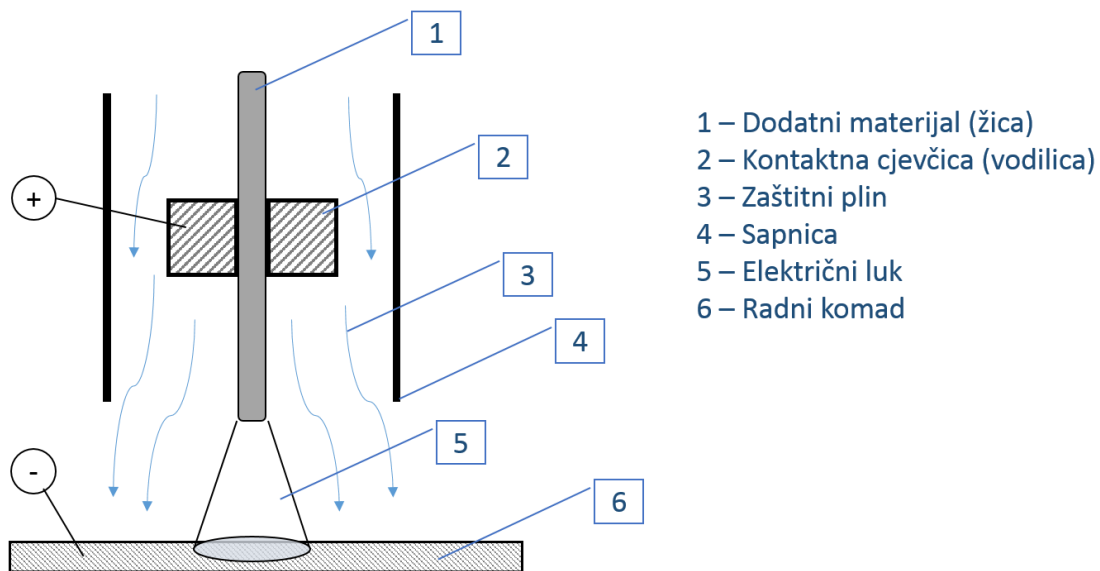 1
2
+
3
4
5
-
6
1 – Dodatni materijal (žica)
2 – Kontaktna cjevčica (vodilica)
3 – Zaštitni plin
4 – Sapnica
5 – Električni luk
6 – Radni komad